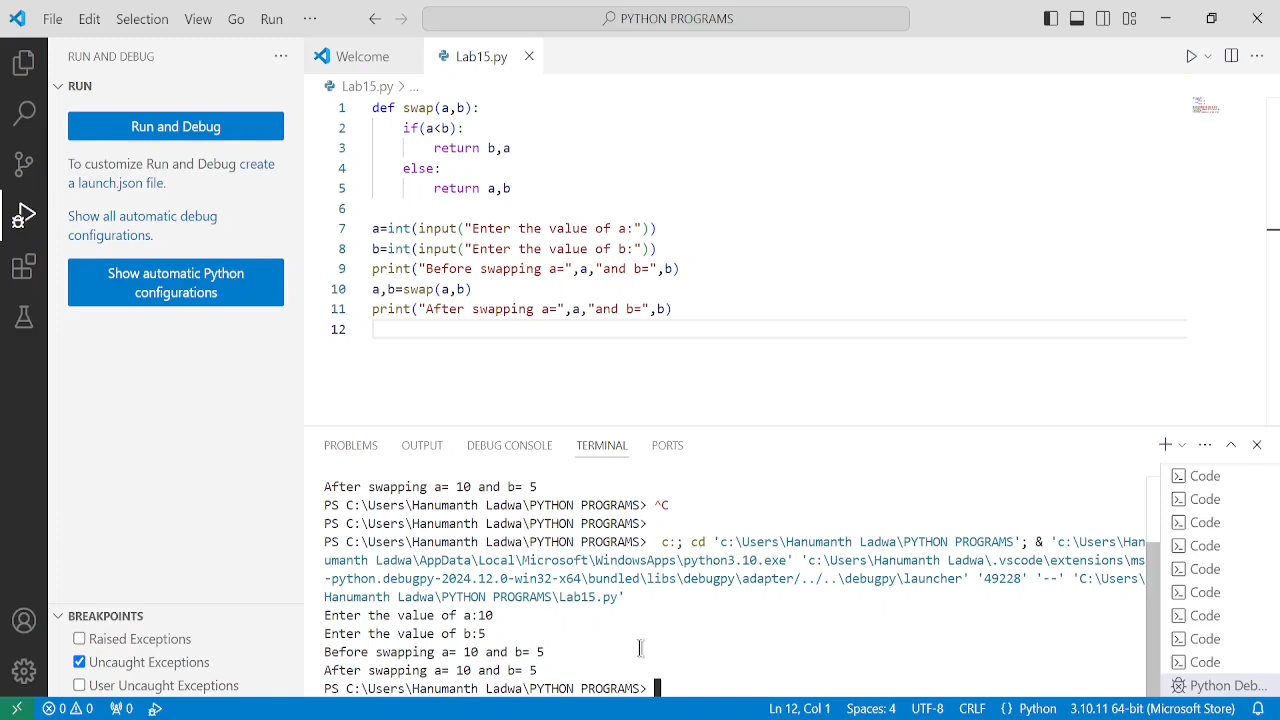 File Edit Selection View Go Run ··· PYTHON PROGRAMS
RUN AND DEBUG ···
RUN
Run and Debug
To customize Run and Debug create
a launch.json file.
Show all automatic debug
configurations.
Show automatic Python
configurations
BREAKPOINTS
Raised Exceptions
Uncaught Exceptions
User Uncaught Exceptions
Welcome Lab15.py
Lab15.py > ...
1 def swap(a,b):
2     if(a<b):
3         return b,a
4     else:
5         return a,b
6
7 a=int(input("Enter the value of a:"))
8 b=int(input("Enter the value of b:"))
9 print("Before swapping a=",a,"and b=",b)
10 a,b=swap(a,b)
11 print("After swapping a=",a,"and b=",b)
12
PROBLEMS OUTPUT DEBUG CONSOLE TERMINAL PORTS
After swapping a= 10 and b= 5
PS C:\Users\Hanumanth Ladwa\PYTHON PROGRAMS> ^C
PS C:\Users\Hanumanth Ladwa\PYTHON PROGRAMS>
PS C:\Users\Hanumanth Ladwa\PYTHON PROGRAMS>  c:; cd 'c:\Users\Hanumanth Ladwa\PYTHON PROGRAMS'; & 'c:\Users\Han
umanth Ladwa\AppData\Local\Microsoft\WindowsApps\python3.10.exe' 'c:\Users\Hanumanth Ladwa\.vscode\extensions\ms
-python.debugpy-2024.12.0-win32-x64\bundled\libs\debugpy\adapter/../..\debugpy\launcher' '49228' '--' 'C:\Users\
Hanumanth Ladwa\PYTHON PROGRAMS\Lab15.py'
Enter the value of a:10
Enter the value of b:5
Before swapping a= 10 and b= 5
After swapping a= 10 and b= 5
PS C:\Users\Hanumanth Ladwa\PYTHON PROGRAMS>
Code
Code
Code
Code
Code
Code
Code
Code
Code
Python Deb...
0 0 0 Ln 12, Col 1 Spaces: 4 UTF-8 CRLF {} Python 3.10.11 64-bit (Microsoft Store)